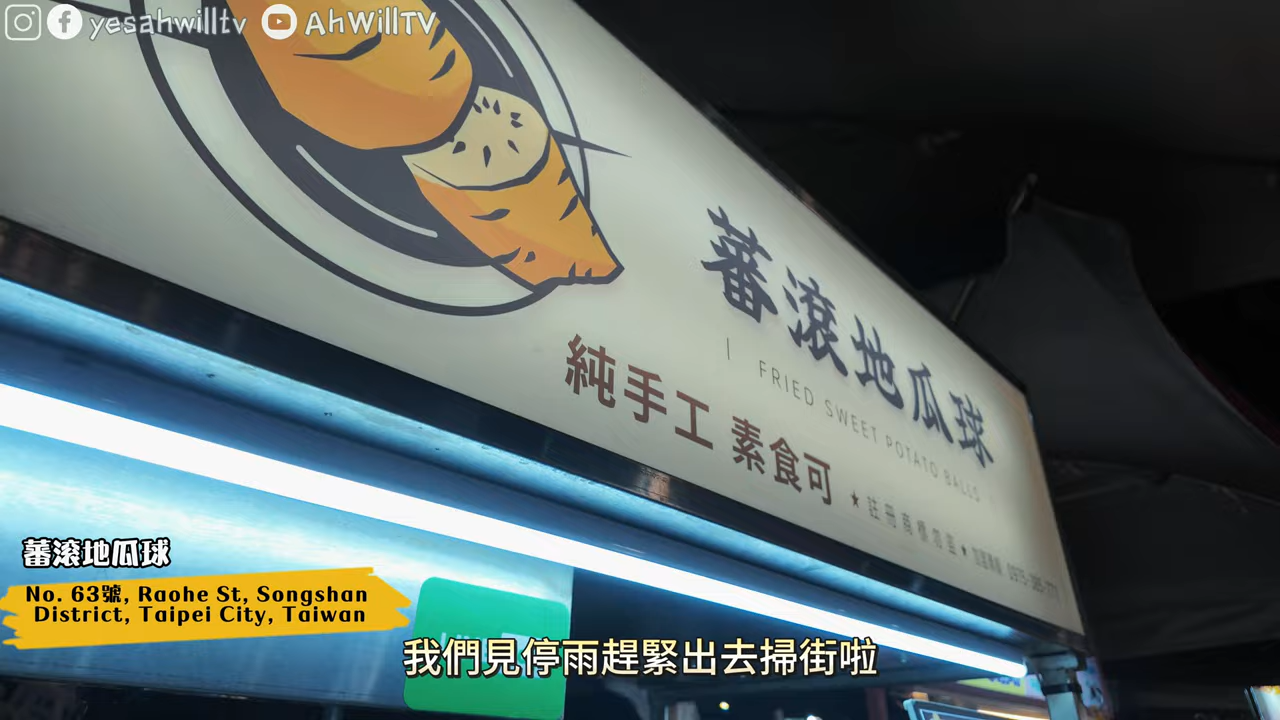 yesahwilltv AhWillTV
蕃滾地瓜球
FRIED SWEET POTATO BALLS
純手工 素食可
蕃滾地瓜球
No. 63號, Raohe St, Songshan
District, Taipei City, Taiwan
我們見停雨趕緊出去掃街啦